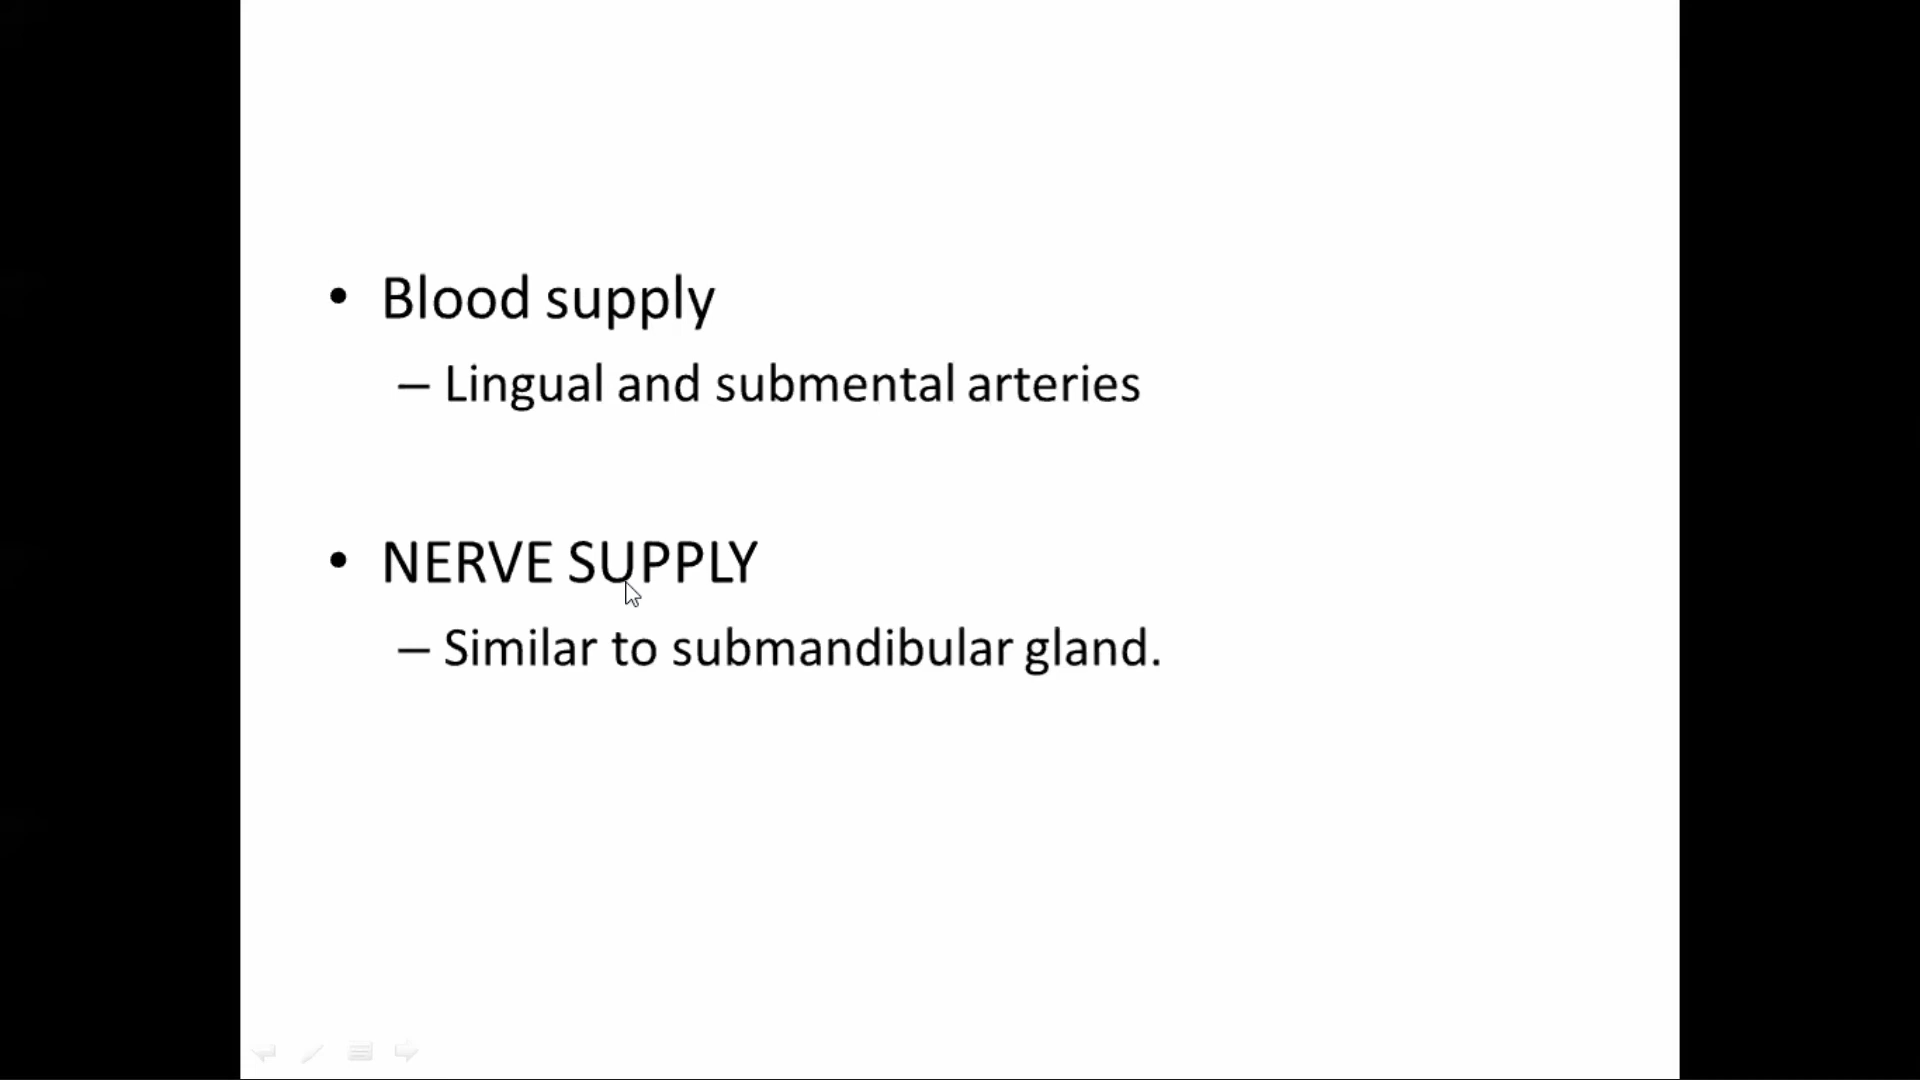 • Blood supply
– Lingual and submental arteries
• NERVE SUPPLY
– Similar to submandibular gland.